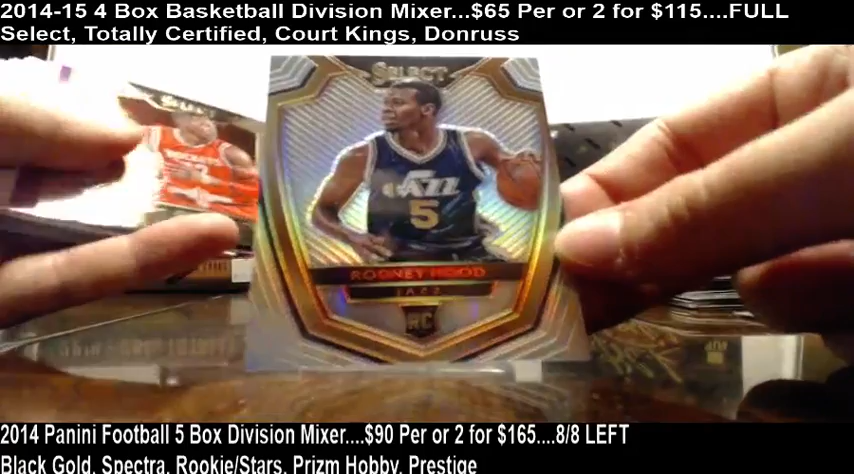 2014-15 4 Box Basketball Division Mixer...$65 Per or 2 for $115....FULL
Select, Totally Certified, Court Kings, Donruss
SELECT
JAZZ
5
RODNEY HOOD
JAZZ
RC
2014 Panini Football 5 Box Division Mixer....$90 Per or 2 for $165....8/8 LEFT
Black Gold, Spectra, Rookie/Stars, Prizm Hobby, Prestige